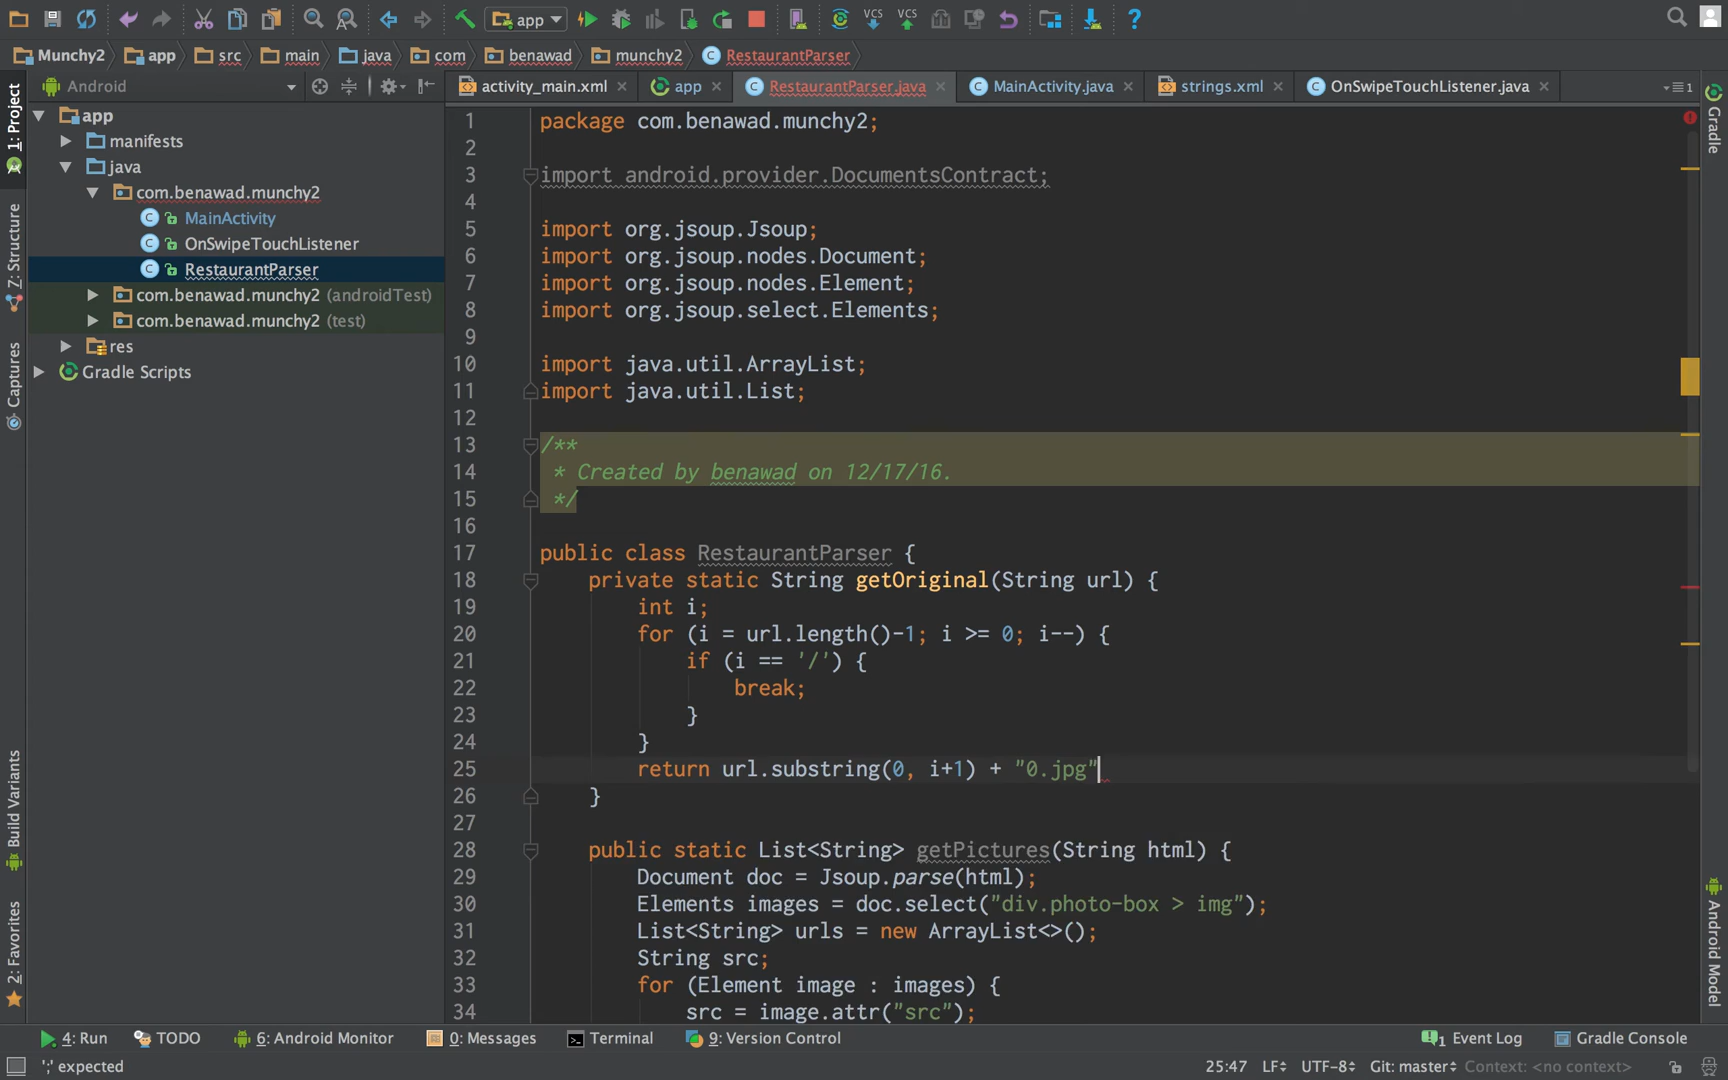 app
Munchy2 app src main java com benawad munchy2 RestaurantParser
Android
activity_main.xml app RestaurantParser.java MainActivity.java strings.xml OnSwipeTouchListener.java
1
1: Project
Z: Structure
Captures
Build Variants
2: Favorites
app
manifests
java
com.benawad.munchy2
MainActivity
OnSwipeTouchListener
RestaurantParser
com.benawad.munchy2 (androidTest)
com.benawad.munchy2 (test)
res
Gradle Scripts
1 package com.benawad.munchy2;
2
3 import android.provider.DocumentsContract;
4
5 import org.jsoup.Jsoup;
6 import org.jsoup.nodes.Document;
7 import org.jsoup.nodes.Element;
8 import org.jsoup.select.Elements;
9
10 import java.util.ArrayList;
11 import java.util.List;
12
13 /**
14 * Created by benawad on 12/17/16.
15 */
16
17 public class RestaurantParser {
18 private static String getOriginal(String url) {
19 int i;
20 for (i = url.length()-1; i >= 0; i--) {
21 if (i == '/') {
22 break;
23 }
24 }
25 return url.substring(0, i+1) + "0.jpg"
26 }
27
28 public static List<String> getPictures(String html) {
29 Document doc = Jsoup.parse(html);
30 Elements images = doc.select("div.photo-box > img");
31 List<String> urls = new ArrayList<>();
32 String src;
33 for (Element image : images) {
34 src = image.attr("src");
Gradle
Android Model
4: Run TODO 6: Android Monitor 0: Messages Terminal 9: Version Control 1 Event Log Gradle Console
';' expected 25:47 LF UTF-8 Git: master Context: <no context>